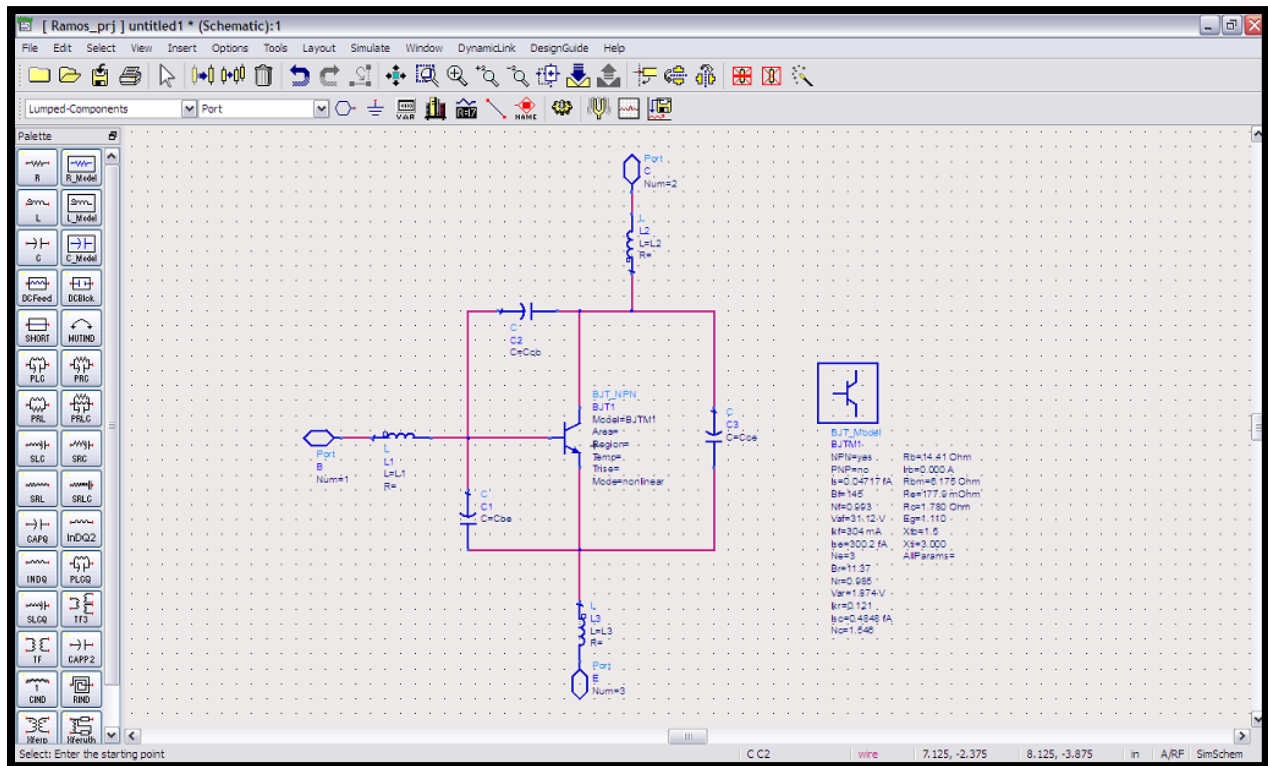 [ Ramos_prj ] untitled1 * (Schematic):1
File Edit Select View Insert Options Tools Layout Simulate Window DynamicLink DesignGuide Help
Lumped-Components
Port
VAR
NAME
Palette
R
R_Model
L
L_Model
C
C_Model
DCFeed
DCBlck
SHORT
MUTIND
PLC
PRC
PRL
PRLC
SLC
SRC
SRL
SRLC
CAPQ
InDQ2
INDQ
PLCQ
SLCQ
TF3
TF
CAPP2
CIND
RIND
Xferp
Port
C
Num=2
L
L2
L=L2
R=
C
C2
C=Ccb
BJT_NPN
BJT1
Model=BJTM1
Area=
Region=
Temp=
Trise=
Mode=nonlinear
C
C3
C=Cce
Port
B
Num=1
L
L1
L=L1
R=
C
C1
C=Cbe
L
L3
L=L3
R=
Port
E
Num=3
BJT_Model
BJTM1
NPN=yes
PNP=no
Is=0.04717 fA
Bf=145
Nf=0.993
Vaf=31.12 V
Ikf=304 mA
Ise=300.2 fA
Ne=3
Br=11.37
Nr=0.985
Var=1.874 V
Ikr=0.121
Isc=0.4848 fA
Nc=1.546
Rb=14.41 Ohm
Irb=0.000 A
Rbm=6.175 Ohm
Re=177.9 mOhm
Rc=1.780 Ohm
Eg=1.110
Xtb=1.5
Xti=3.000
AllParams=
Select: Enter the starting point
C C2
wire
7.125, -2.375
8.125, -3.875
in
A/RF
SimSchem